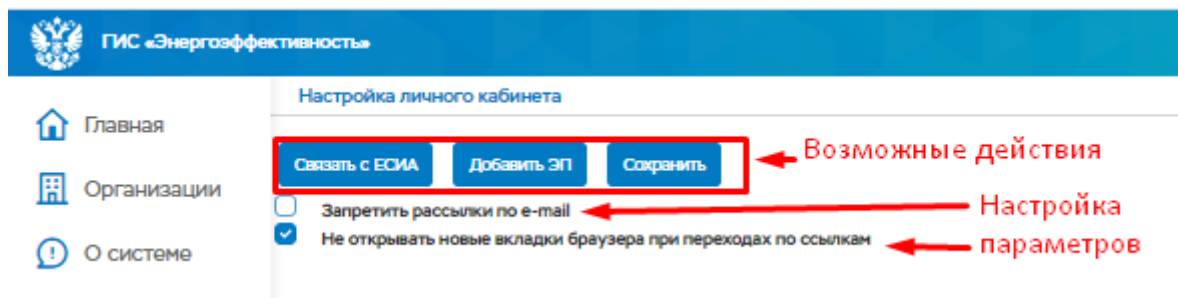 ГИС «Энергоэффективность»
Настройка личного кабинета
Главная
Организации
О системе
Связать с ЕСИА Добавить ЭП Сохранить
Возможные действия
Запретить рассылки по e-mail
Не открывать новые вкладки браузера при переходах по ссылкам
Настройка
параметров